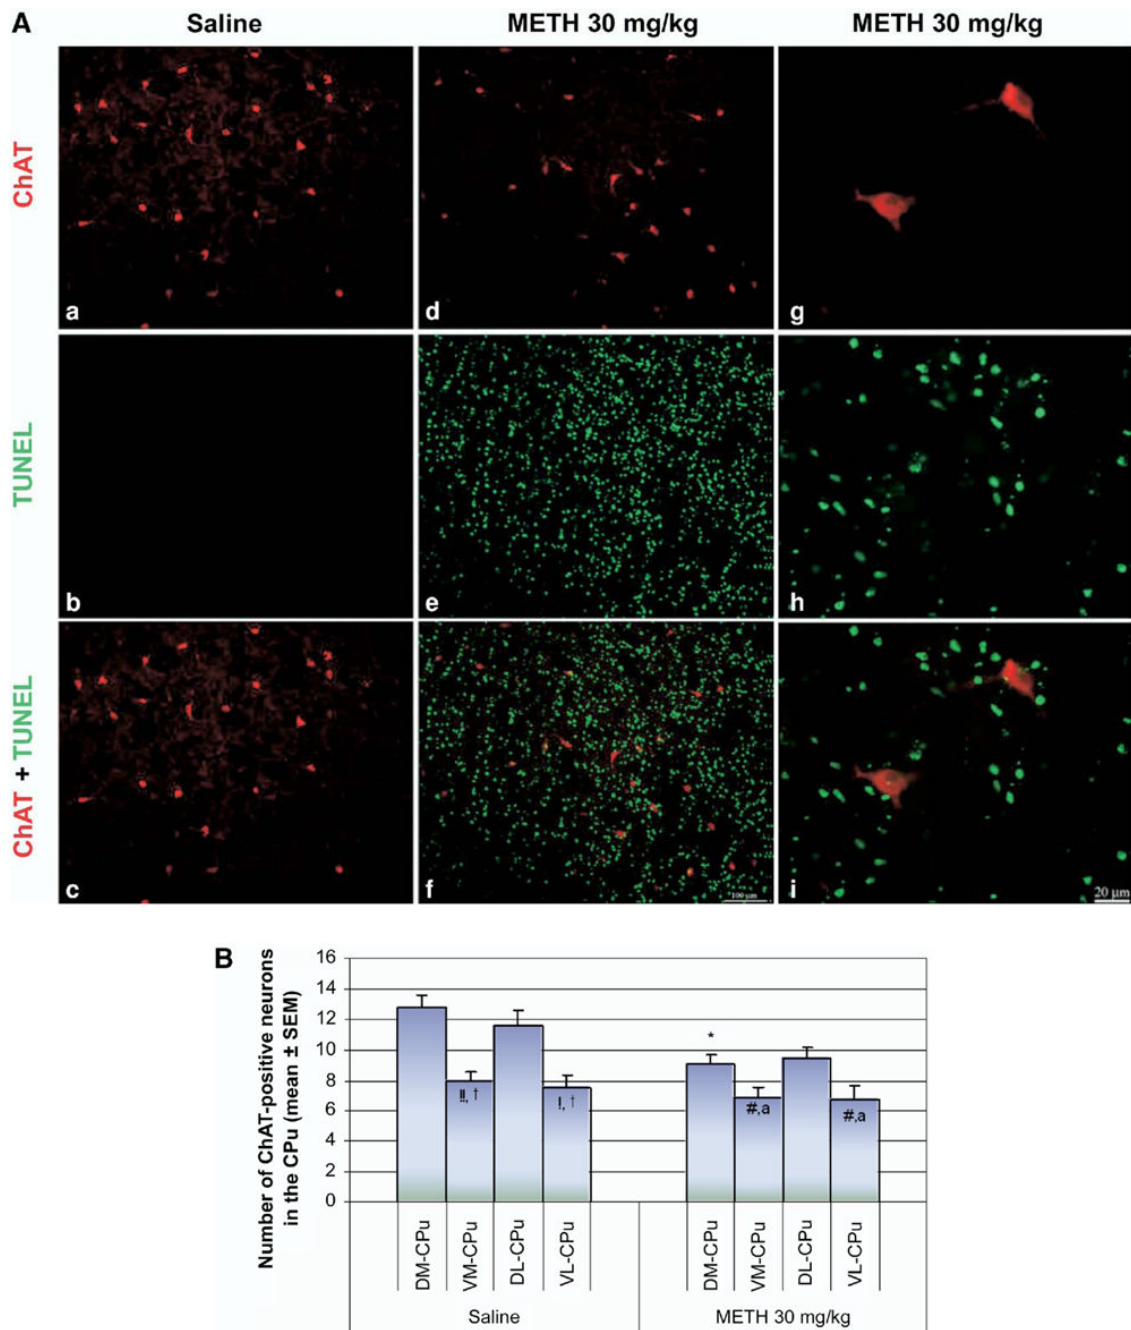 A
Saline
METH 30 mg/kg
METH 30 mg/kg
ChAT
a
d
g
TUNEL
b
e
h
ChAT + TUNEL
c
f
100 µm
i
20 µm
B
Number of ChAT-positive neurons
in the CPu (mean ± SEM)
16
14
12
10
8
6
4
2
0
‼, †
!, †
*
#,a
#,a
DM-CPu
VM-CPu
DL-CPu
VL-CPu
DM-CPu
VM-CPu
DL-CPu
VL-CPu
Saline
METH 30 mg/kg